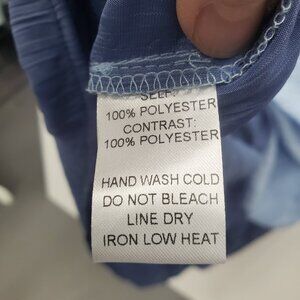 SELF:
100% POLYESTER
CONTRAST:
100% POLYESTER
HAND WASH COLD
DO NOT BLEACH
LINE DRY
IRON LOW HEAT